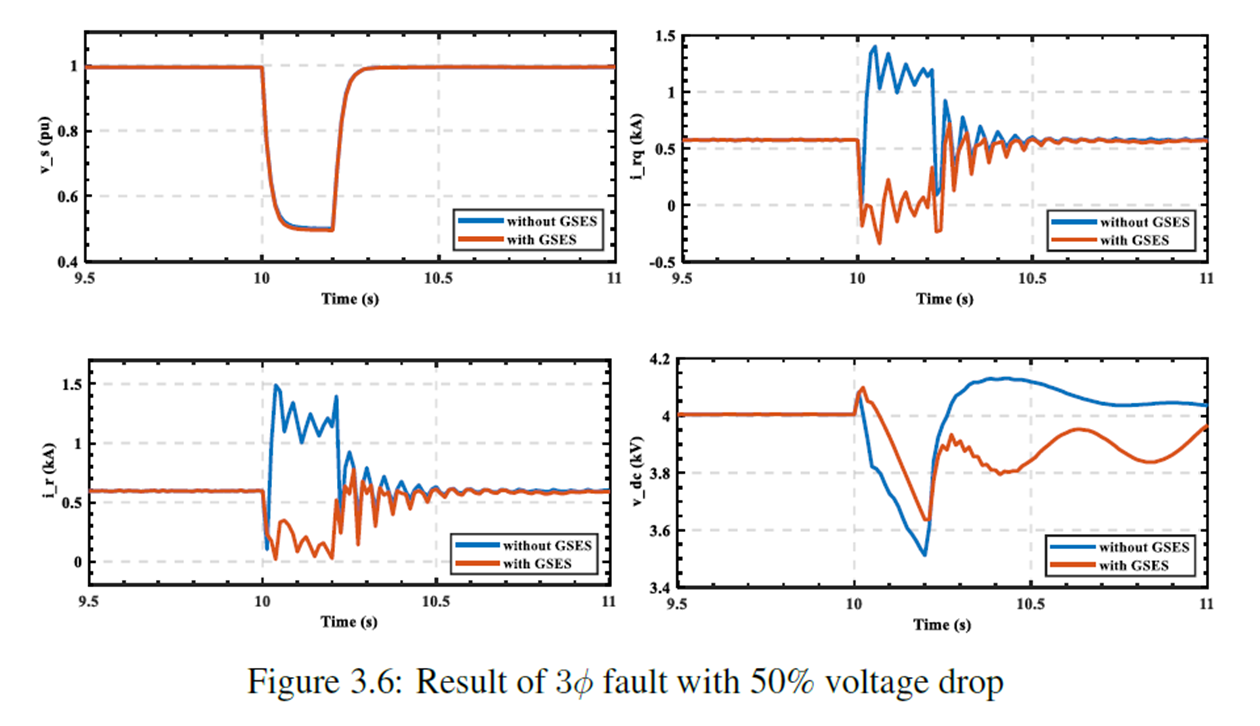 1
0.8
0.6
0.4
v_s (pu)
without GSES
with GSES
9.5 10 10.5 11
Time (s)
1.5
1
0.5
0
-0.5
i_rq (kA)
without GSES
with GSES
9.5 10 10.5 11
Time (s)
1.5
1
0.5
0
i_r (kA)
without GSES
with GSES
9.5 10 10.5 11
Time (s)
4.2
4
3.8
3.6
3.4
v_dc (kV)
without GSES
with GSES
9.5 10 10.5 11
Time (s)
Figure 3.6: Result of 3ϕ fault with 50% voltage drop